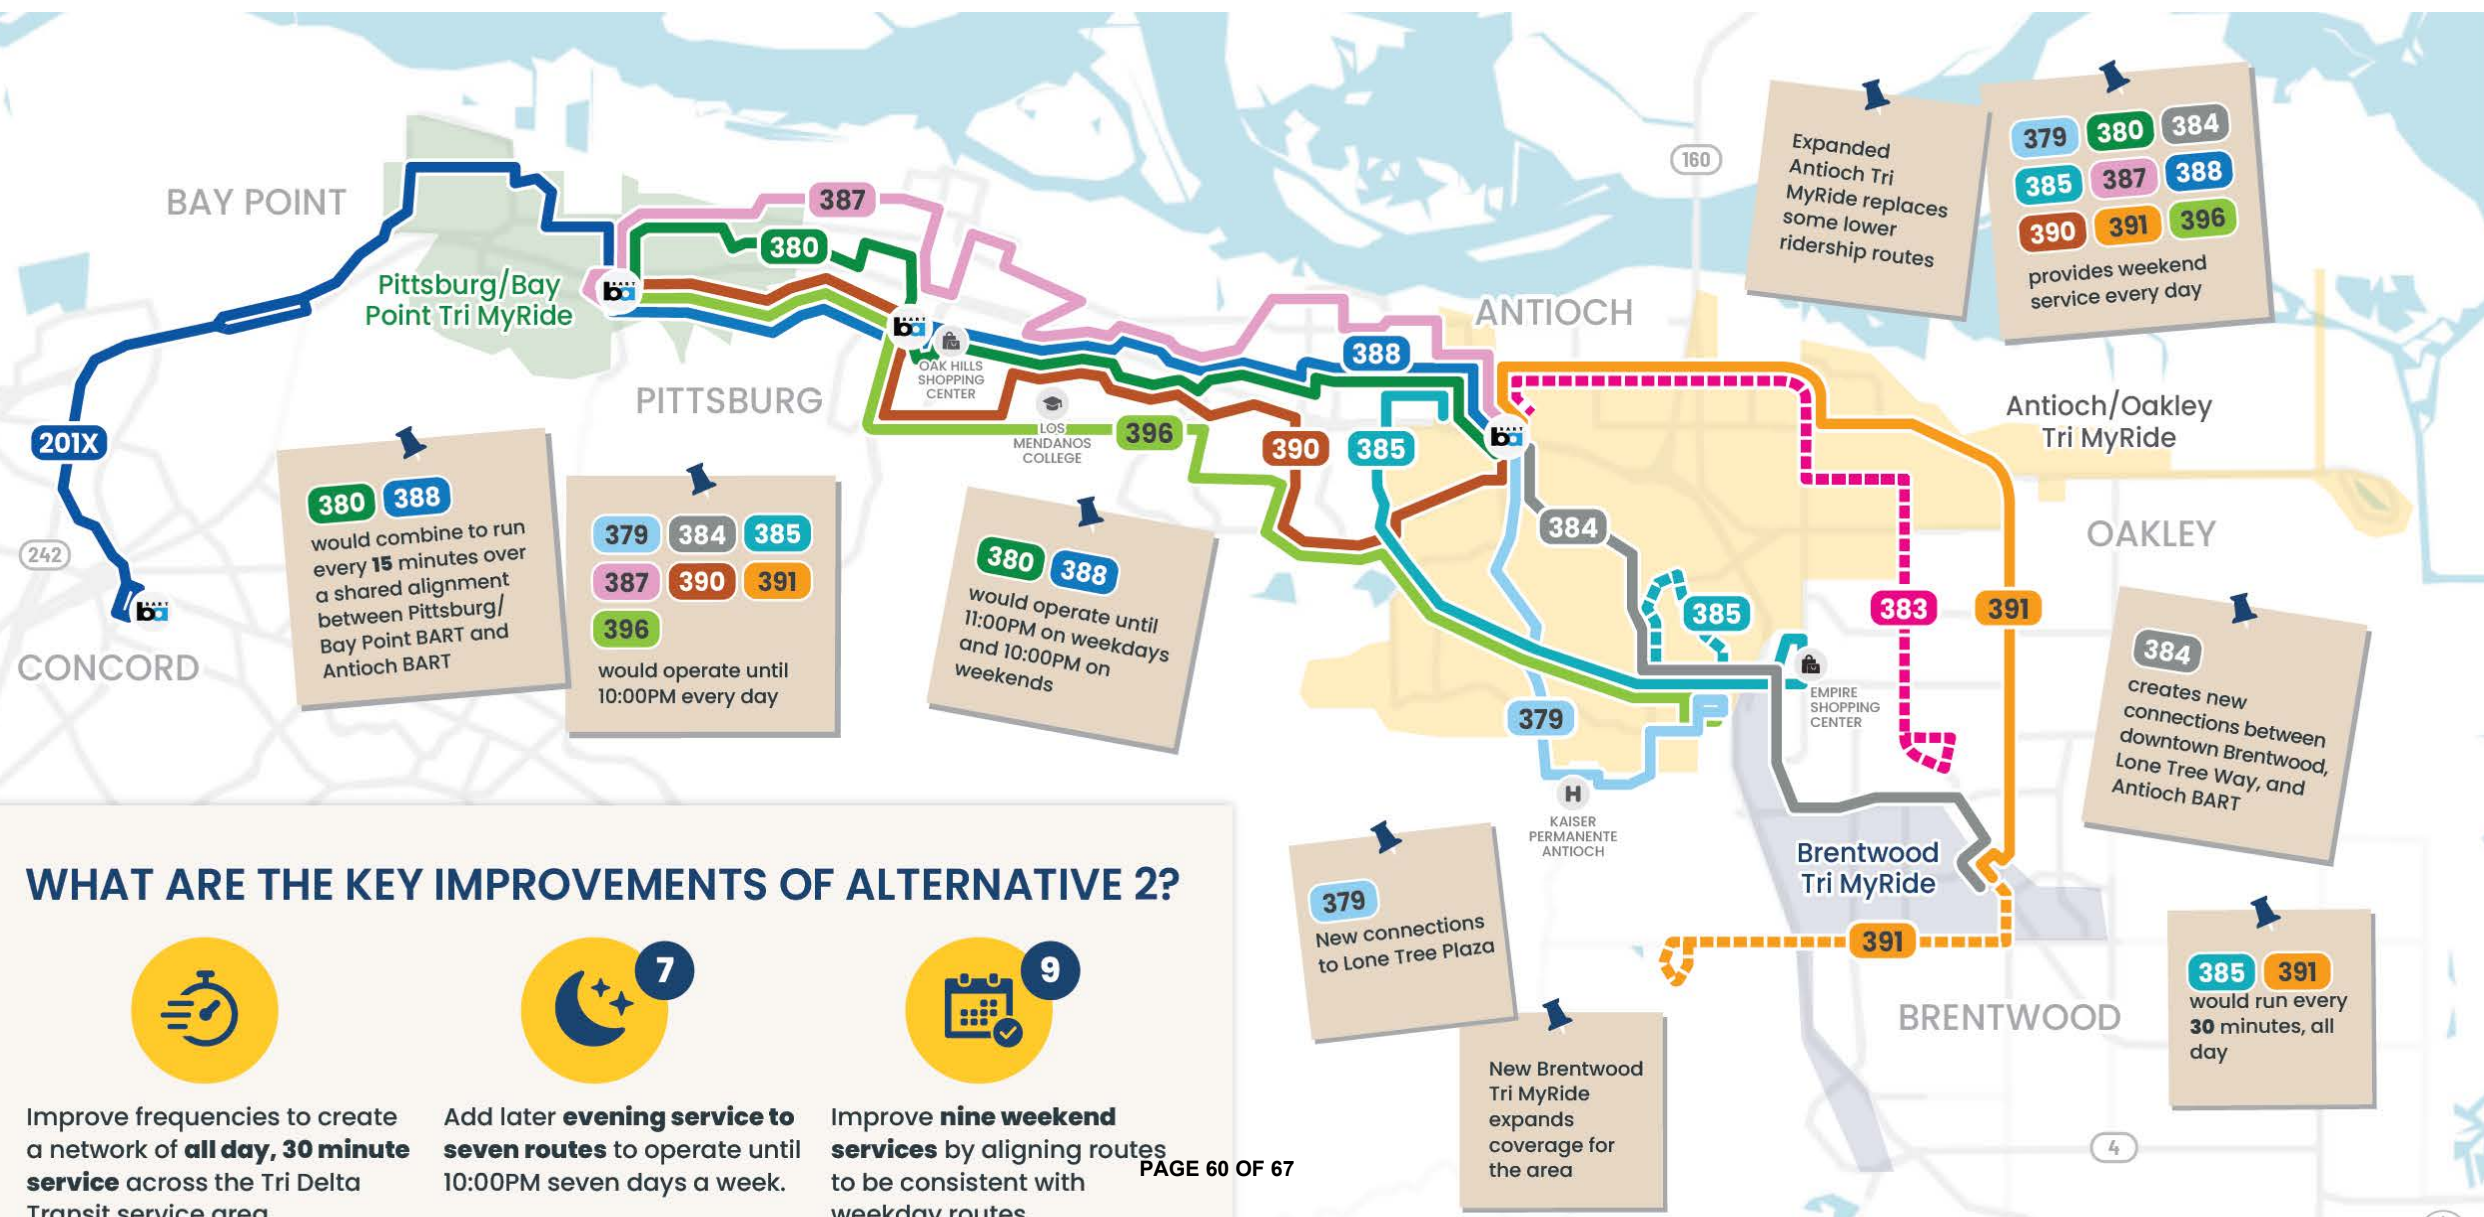 BAY POINT
Pittsburg/Bay
Point Tri MyRide
387
380
ba
ba
OAK HILLS
SHOPPING
CENTER
PITTSBURG
LOS
MENDANOS
COLLEGE
396
390
385
388
ANTIOCH
ba
160
Expanded
Antioch Tri
MyRide replaces
some lower
ridership routes
379 380 384
385 387 388
390 391 396
provides weekend
service every day
Antioch/Oakley
Tri MyRide
OAKLEY
201X
242
ba
CONCORD
380 388
would combine to run
every 15 minutes over
a shared alignment
between Pittsburg/
Bay Point BART and
Antioch BART
379 384 385
387 390 391
396
would operate until
10:00PM every day
380 388
would operate until
11:00PM on weekdays
and 10:00PM on
weekends
384
385
383
391
379
EMPIRE
SHOPPING
CENTER
H
KAISER
PERMANENTE
ANTIOCH
384
creates new
connections between
downtown Brentwood,
Lone Tree Way, and
Antioch BART
Brentwood
Tri MyRide
391
BRENTWOOD
4
379
New connections
to Lone Tree Plaza
New Brentwood
Tri MyRide
expands
coverage for
the area
385 391
would run every
30 minutes, all
day
WHAT ARE THE KEY IMPROVEMENTS OF ALTERNATIVE 2?
7
9
Improve frequencies to create
a network of all day, 30 minute
service across the Tri Delta
Transit service area
Add later evening service to
seven routes to operate until
10:00PM seven days a week.
Improve nine weekend
services by aligning routes
to be consistent with
weekday routes
PAGE 60 OF 67